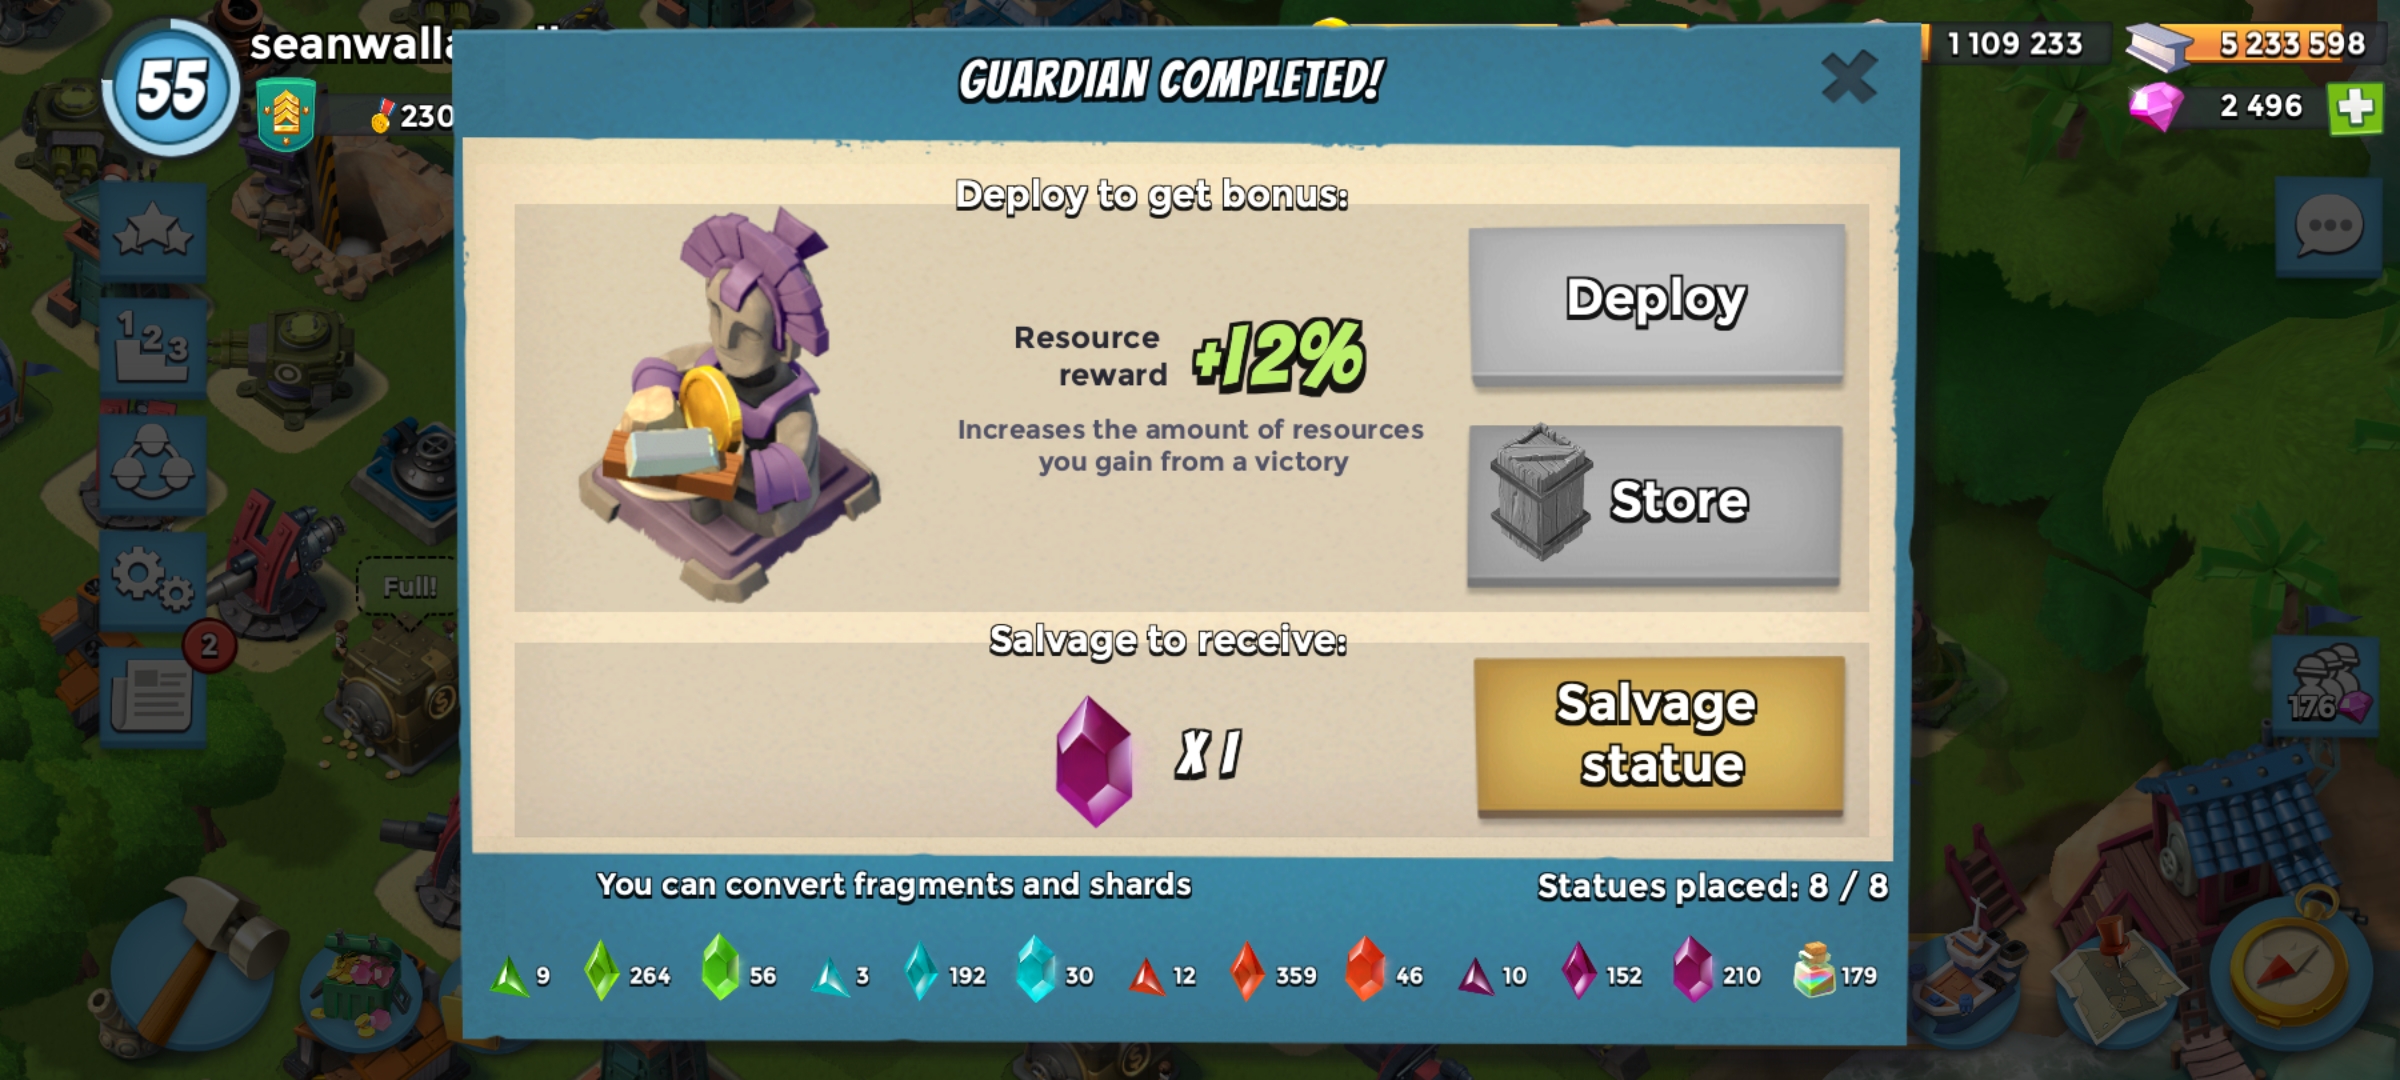 55
230
GUARDIAN COMPLETED!
1 109 233
5 233 598
2 496
Deploy to get bonus:
Resource
reward
+12%
Increases the amount of resources
you gain from a victory
Deploy
Store
1 2 3
Full!
2
Salvage to receive:
X 1
Salvage
statue
176
You can convert fragments and shards
Statues placed: 8 / 8
9 264 56 3 192 30 12 359 46 10 152 210 179